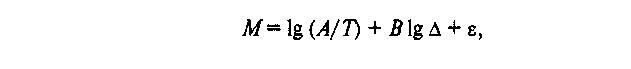 M = lg (A/T) + B lg Δ + ε,